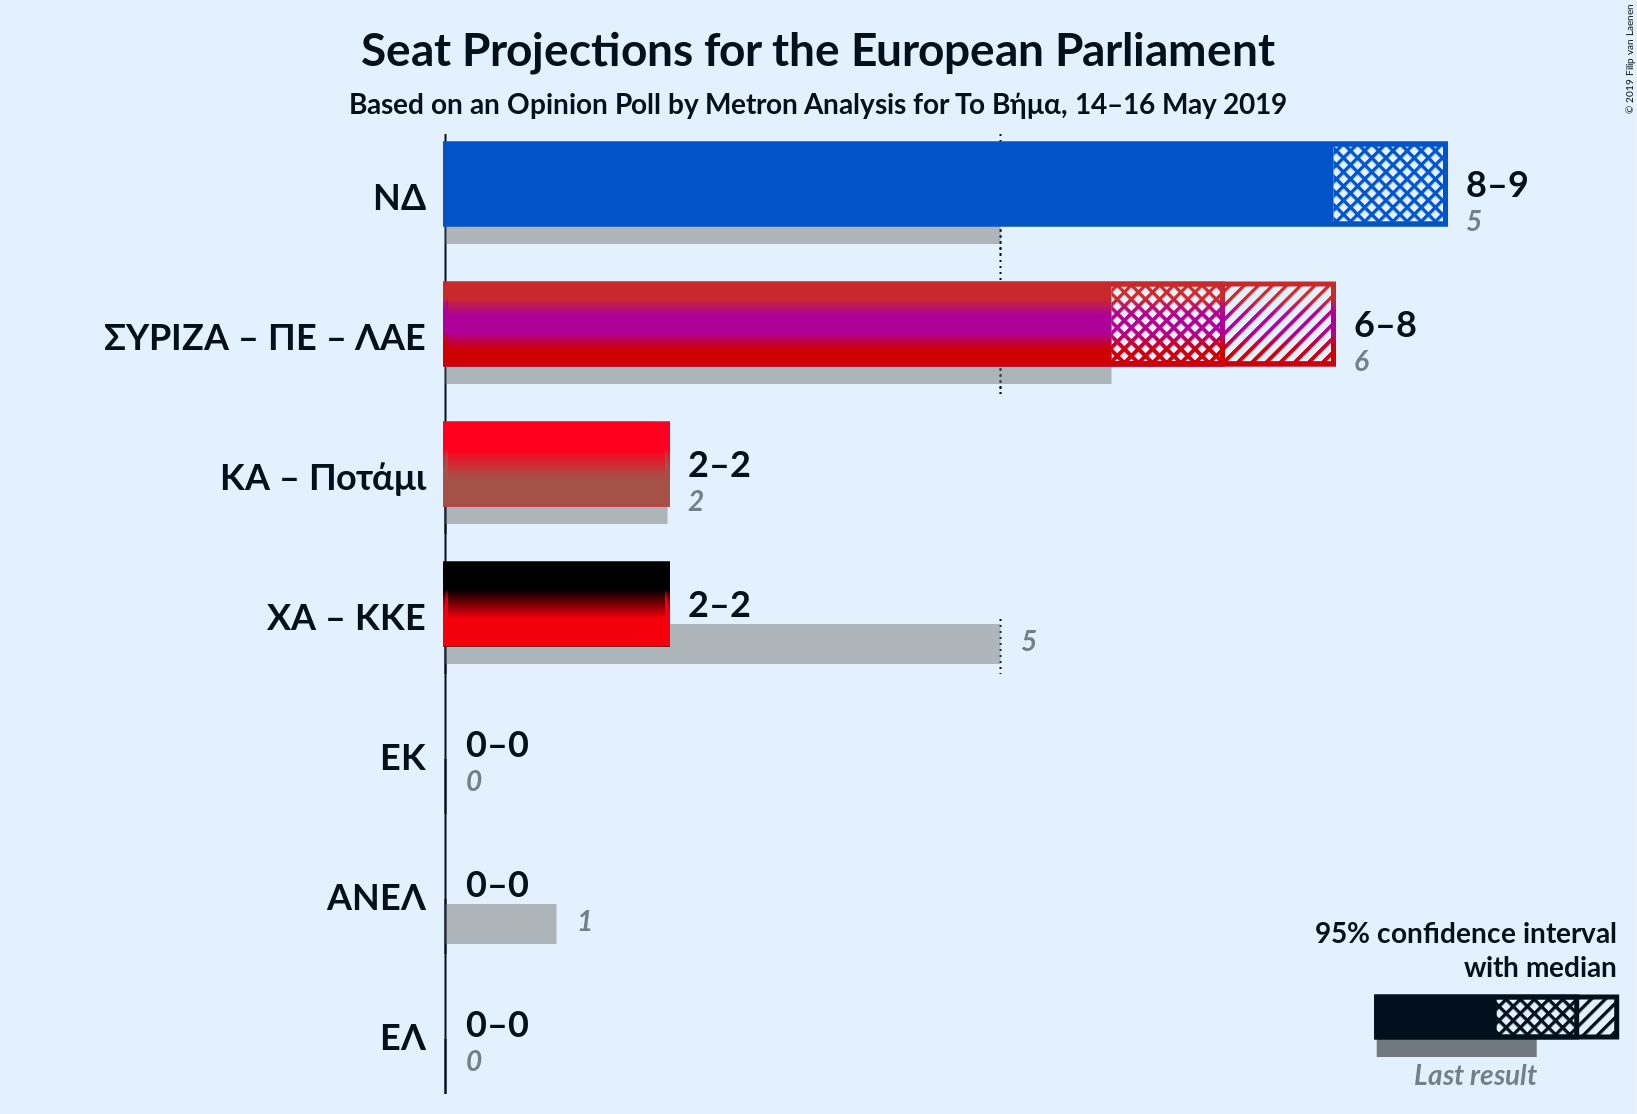 Seat Projections for the European Parliament
Based on an Opinion Poll by Metron Analysis for Το Βήμα, 14–16 May 2019
© 2019 Filip van Laenen
ΝΔ
8–9
5
ΣΥΡΙΖΑ – ΠΕ – ΛΑΕ
6–8
6
ΚΑ – Ποτάμι
2–2
2
ΧΑ – ΚΚΕ
2–2
5
ΕΚ
0–0
0
ΑΝΕΛ
0–0
1
ΕΛ
0–0
0
95% confidence interval
with median
Last result